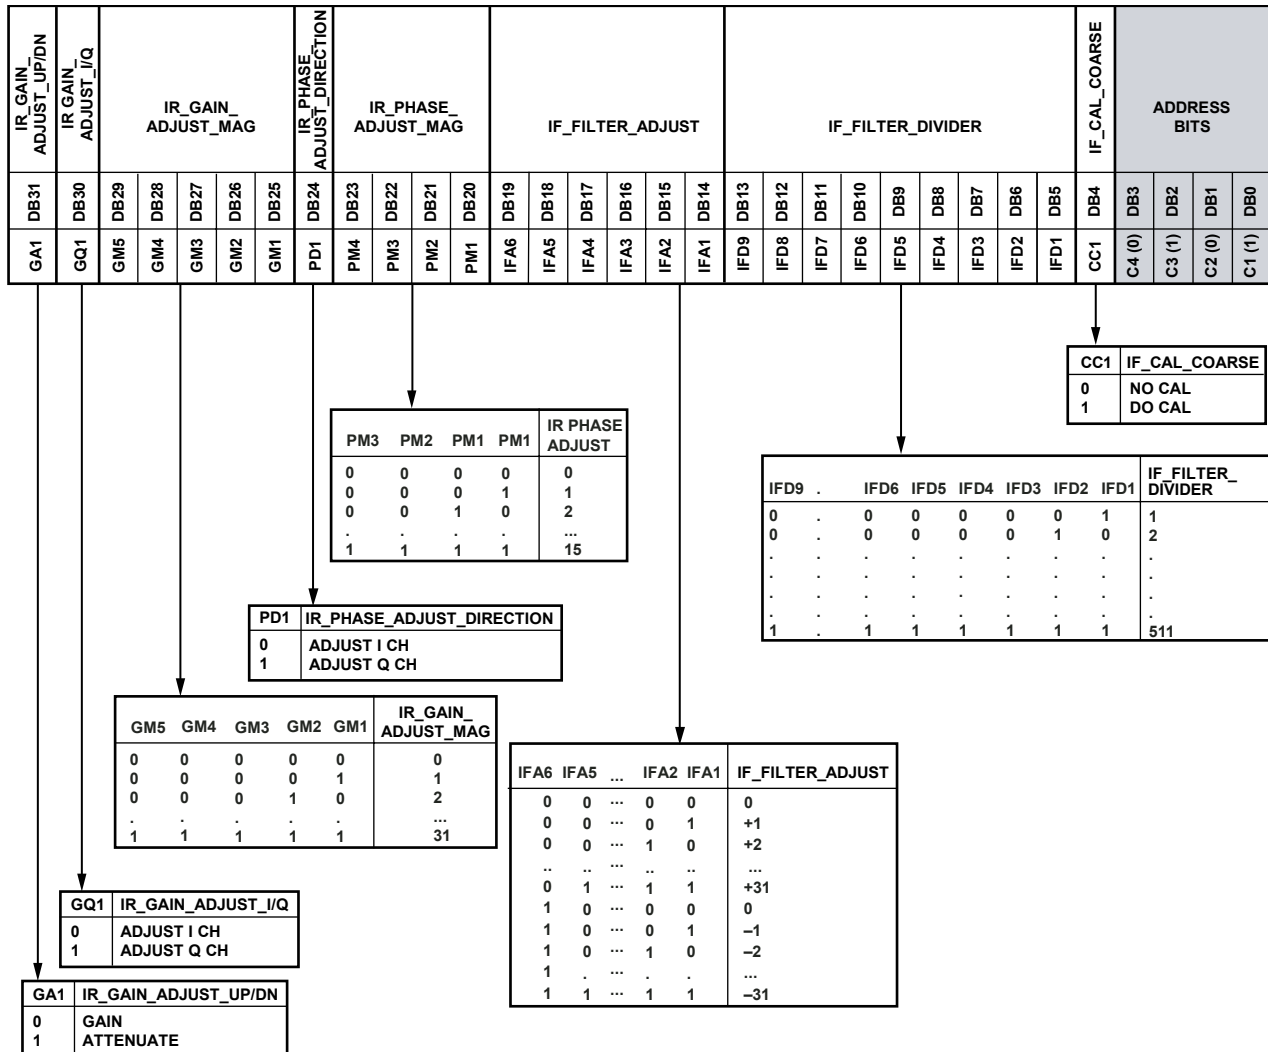 IR_GAIN_
ADJUST_UP/DN
IR GAIN_
ADJUST_I/Q
IR_GAIN_
ADJUST_MAG
IR_PHASE_
ADJUST_DIRECTION
IR_PHASE_
ADJUST_MAG
IF_FILTER_ADJUST
IF_FILTER_DIVIDER
IF_CAL_COARSE
ADDRESS
BITS
DB31 DB30 DB29 DB28 DB27 DB26 DB25 DB24 DB23 DB22 DB21 DB20 DB19 DB18 DB17 DB16 DB15 DB14 DB13 DB12 DB11 DB10 DB9 DB8 DB7 DB6 DB5 DB4 DB3 DB2 DB1 DB0
GA1 GQ1 GM5 GM4 GM3 GM2 GM1 PD1 PM4 PM3 PM2 PM1 IFA6 IFA5 IFA4 IFA3 IFA2 IFA1 IFD9 IFD8 IFD7 IFD6 IFD5 IFD4 IFD3 IFD2 IFD1 CC1 C4 (0) C3 (1) C2 (0) C1 (1)
CC1 IF_CAL_COARSE
0 NO CAL
1 DO CAL
PM3 PM2 PM1 PM1 IR PHASE
ADJUST
0 0 0 0 0
0 0 0 1 1
0 0 1 0 2
. . . . ...
1 1 1 1 15
IFD9 . IFD6 IFD5 IFD4 IFD3 IFD2 IFD1 IF_FILTER_
DIVIDER
0 . 0 0 0 0 0 1 1
0 . 0 0 0 0 1 0 2
. . . . . . . . .
. . . . . . . . .
. . . . . . . . .
. . . . . . . . .
1 . 1 1 1 1 1 1 511
PD1 IR_PHASE_ADJUST_DIRECTION
0 ADJUST I CH
1 ADJUST Q CH
GM5 GM4 GM3 GM2 GM1 IR_GAIN_
ADJUST_MAG
0 0 0 0 0 0
0 0 0 0 1 1
0 0 0 1 0 2
. . . . . ...
1 1 1 1 1 31
IFA6 IFA5 ... IFA2 IFA1 IF_FILTER_ADJUST
0 0 ... 0 0 0
0 0 ... 0 1 +1
0 0 ... 1 0 +2
.. .. ... .. .. ...
0 1 ... 1 1 +31
1 0 ... 0 0 0
1 0 ... 0 1 –1
1 0 ... 1 0 –2
1 . ... . . ...
1 1 ... 1 1 –31
GQ1 IR_GAIN_ADJUST_I/Q
0 ADJUST I CH
1 ADJUST Q CH
GA1 IR_GAIN_ADJUST_UP/DN
0 GAIN
1 ATTENUATE